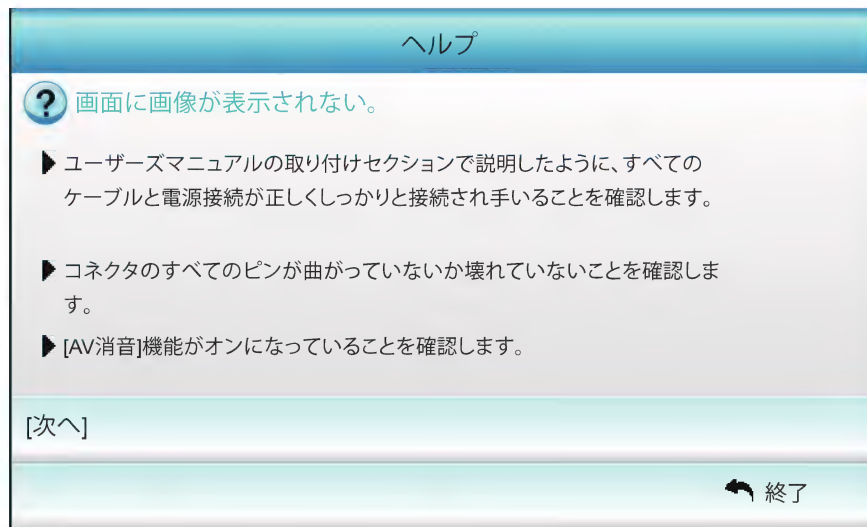 ヘルプ
? 画面に画像が表示されない。
ユーザーズマニュアルの取り付けセクションで説明したように、すべての
ケーブルと電源接続が正しくしっかりと接続され手いることを確認します。
コネクタのすべてのピンが曲がっていないか壊れていないことを確認しま
す。
[AV消音]機能がオンになっていることを確認します。
[次へ]
終了